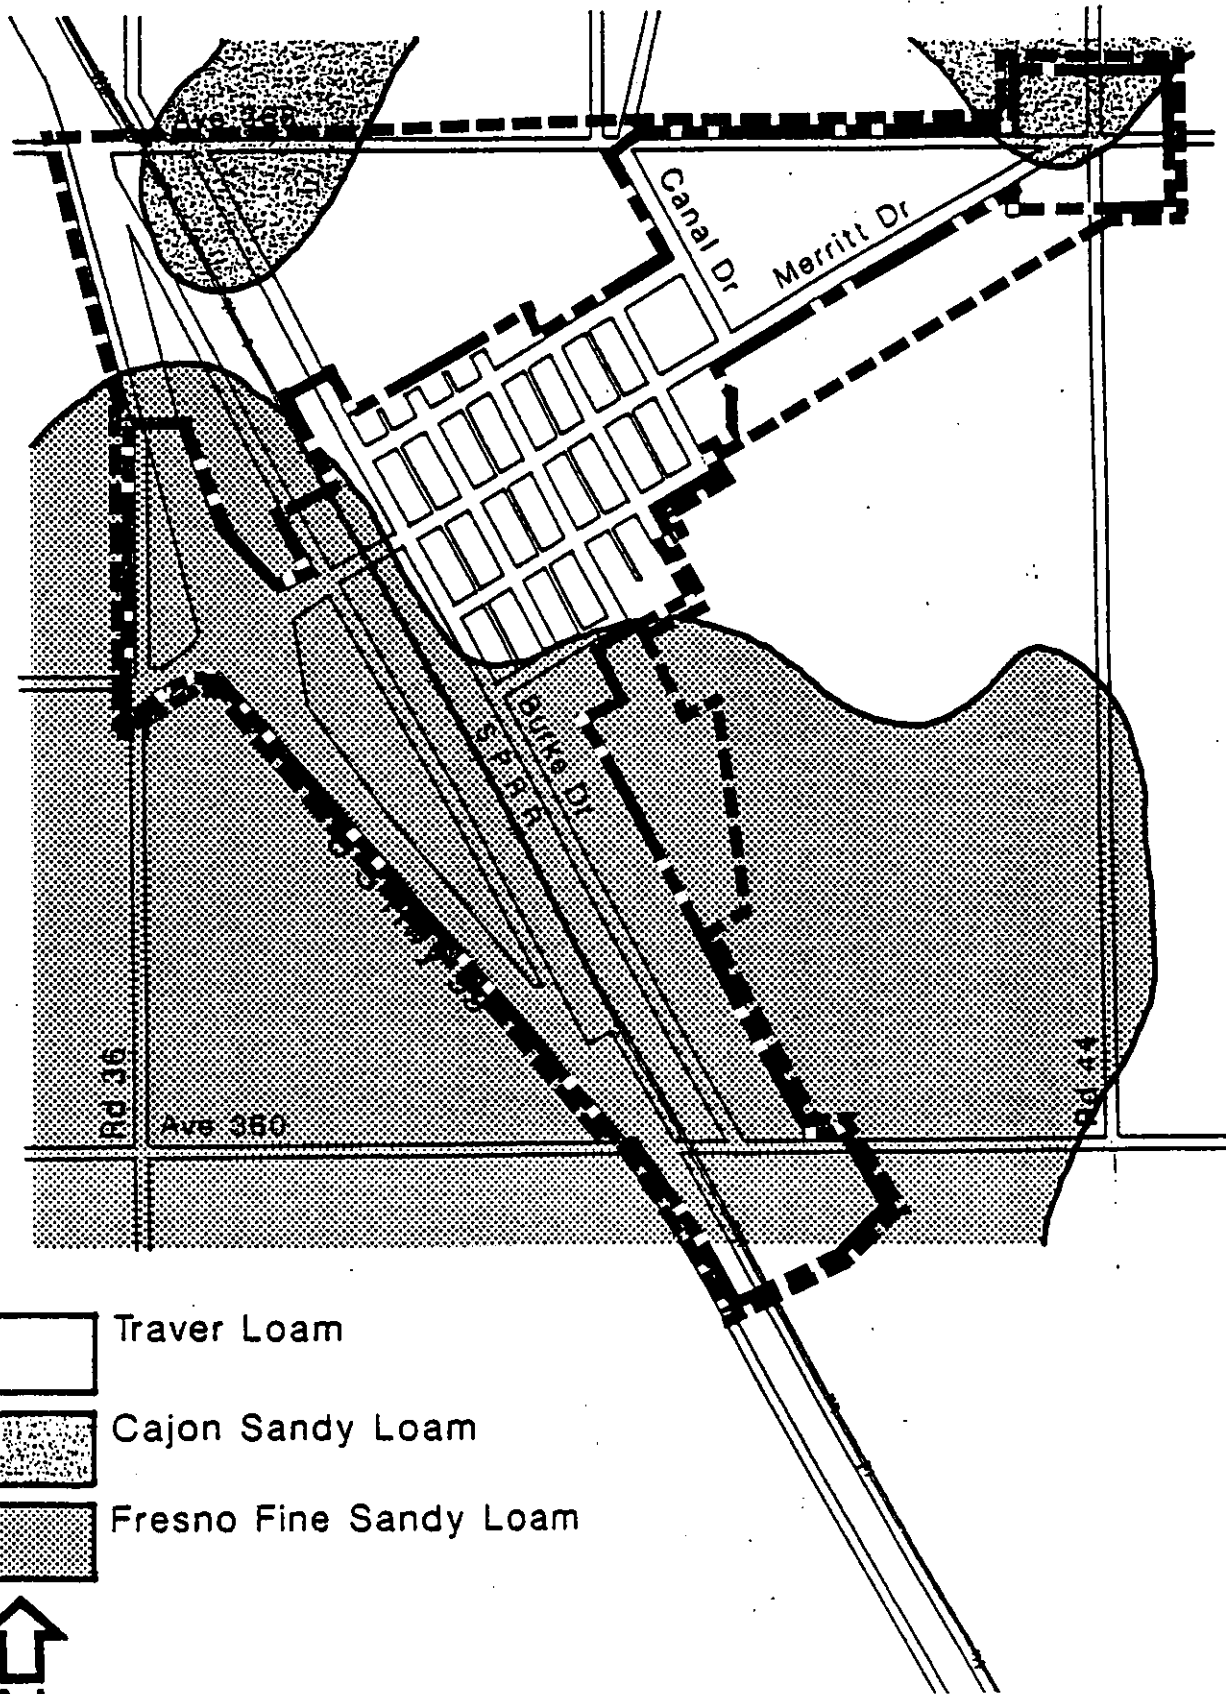 Ave 368
Canal Dr
Merritt Dr
Burke Dr
S P R R
Rd 36
Ave 360
Rd 44
Traver Loam
Cajon Sandy Loam
Fresno Fine Sandy Loam